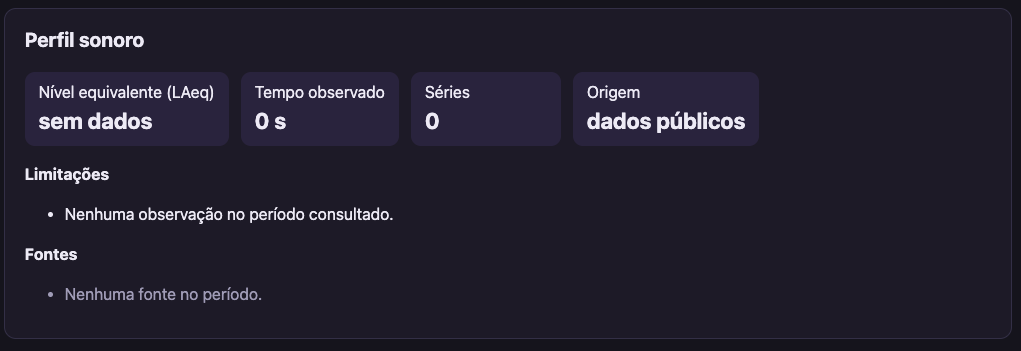 Perfil sonoro
Nível equivalente (LAeq)
sem dados
Tempo observado
0 s
Séries
0
Origem
dados públicos
Limitações
• Nenhuma observação no período consultado.
Fontes
• Nenhuma fonte no período.